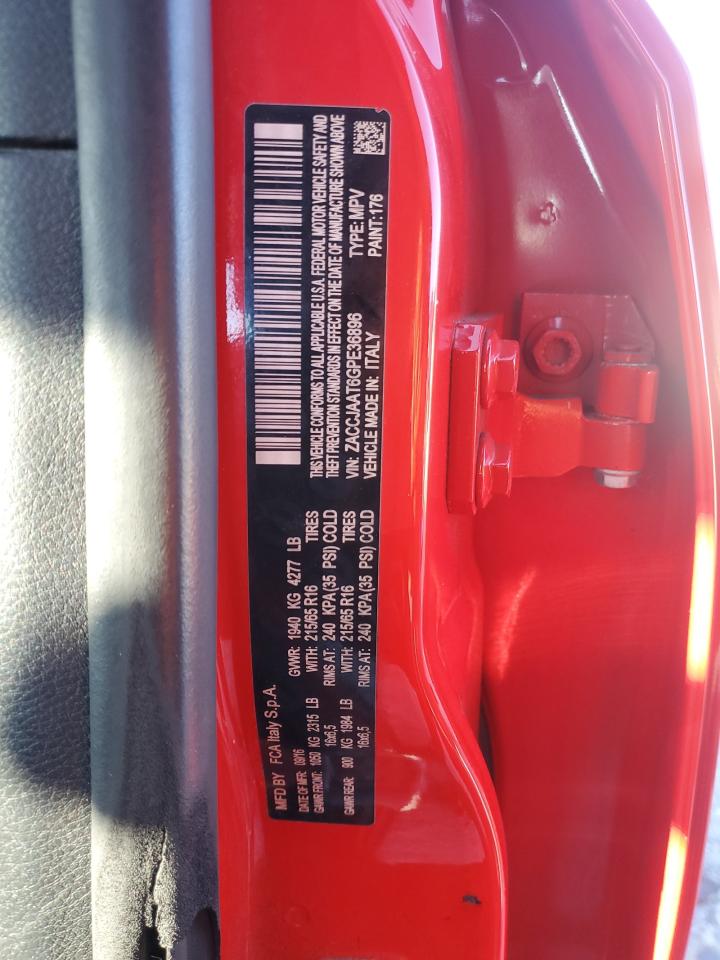 MFD BY FCA Italy S.p.A.
DATE OF MFR: 09/16 GVWR: 1940 KG 4277 LB
GAWR FRONT: 1050 KG 2315 LB WITH: 215/65 R16 TIRES
16x6,5 RIMS AT: 240 KPA(35 PSI) COLD
GAWR REAR: 900 KG 1984 LB WITH: 215/65 R16 TIRES
16x6,5 RIMS AT: 240 KPA(35 PSI) COLD
THIS VEHICLE CONFORMS TO ALL APPLICABLE U.S.A. FEDERAL MOTOR VEHICLE SAFETY AND
THEFT PREVENTION STANDARDS IN EFFECT ON THE DATE OF MANUFACTURE SHOWN ABOVE
VIN: ZACCJAAT6GPE36896 TYPE: MPV
VEHICLE MADE IN: ITALY PAINT:176